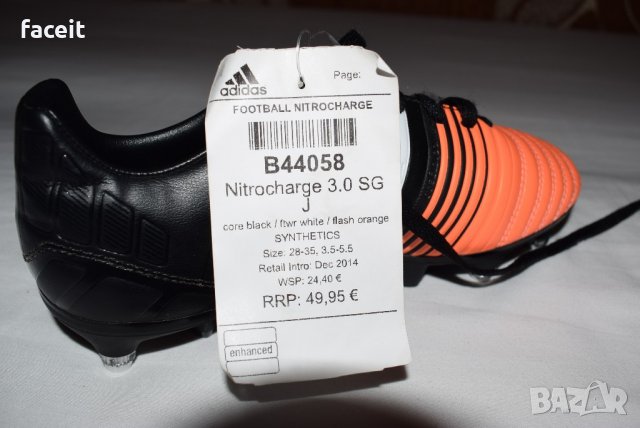 faceit
adidas
Page:
FOOTBALL NITROCHARGE
B44058
Nitrocharge 3.0 SG
J
core black / ftwr white / flash orange
SYNTHETICS
Size: 28-35, 3.5-5.5
Retail Intro: Dec 2014
WSP: 24,40 €
RRP: 49,95 €
enhanced
BAZAR